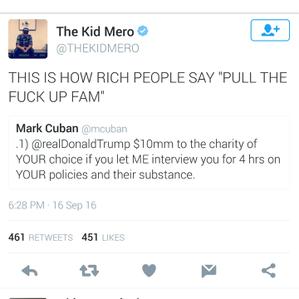 The Kid Mero
@THEKIDMERO
THIS IS HOW RICH PEOPLE SAY "PULL THE
FUCK UP FAM"
Mark Cuban @mcuban
.1) @realDonaldTrump $10mm to the charity of
YOUR choice if you let ME interview you for 4 hrs on
YOUR policies and their substance.
6:28 PM · 16 Sep 16
461 RETWEETS 451 LIKES